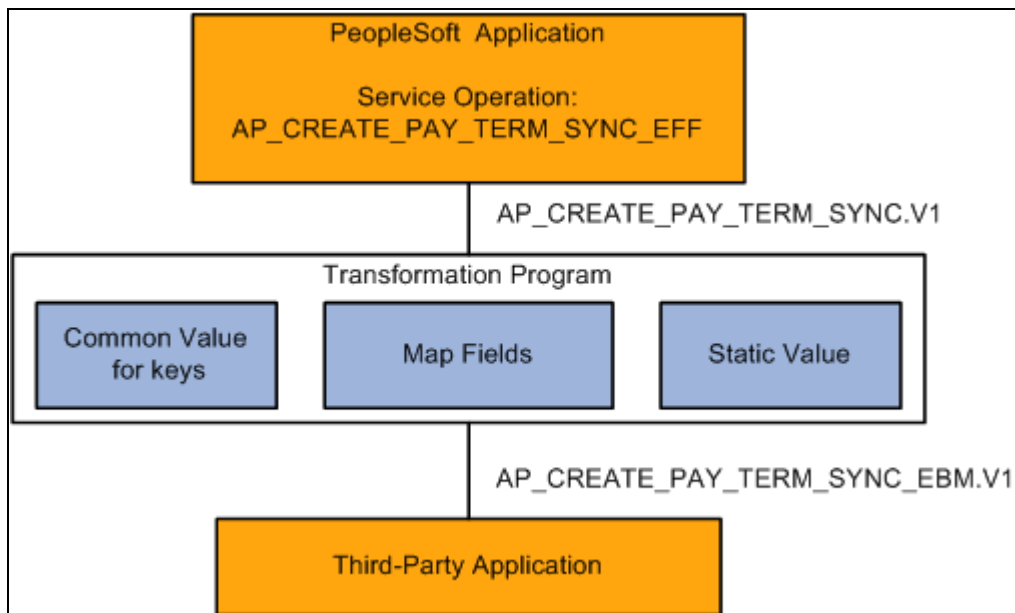 PeopleSoft Application
Service Operation:
AP_CREATE_PAY_TERM_SYNC_EFF
AP_CREATE_PAY_TERM_SYNC.V1
Transformation Program
Common Value
for keys
Map Fields
Static Value
AP_CREATE_PAY_TERM_SYNC_EBM.V1
Third-Party Application